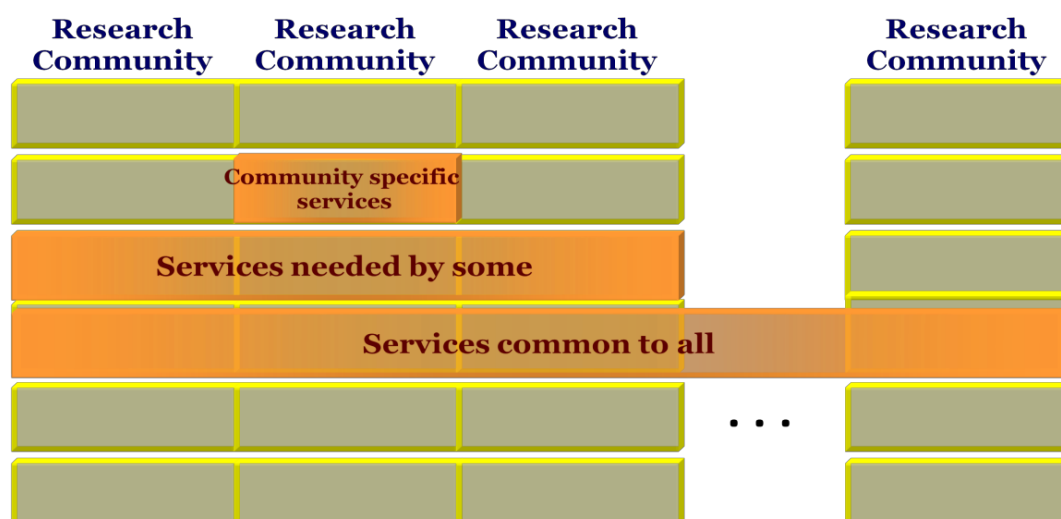 Research Research Research Research
Community Community Community Community
Community specific
services
Services needed by some
Services common to all
. . .